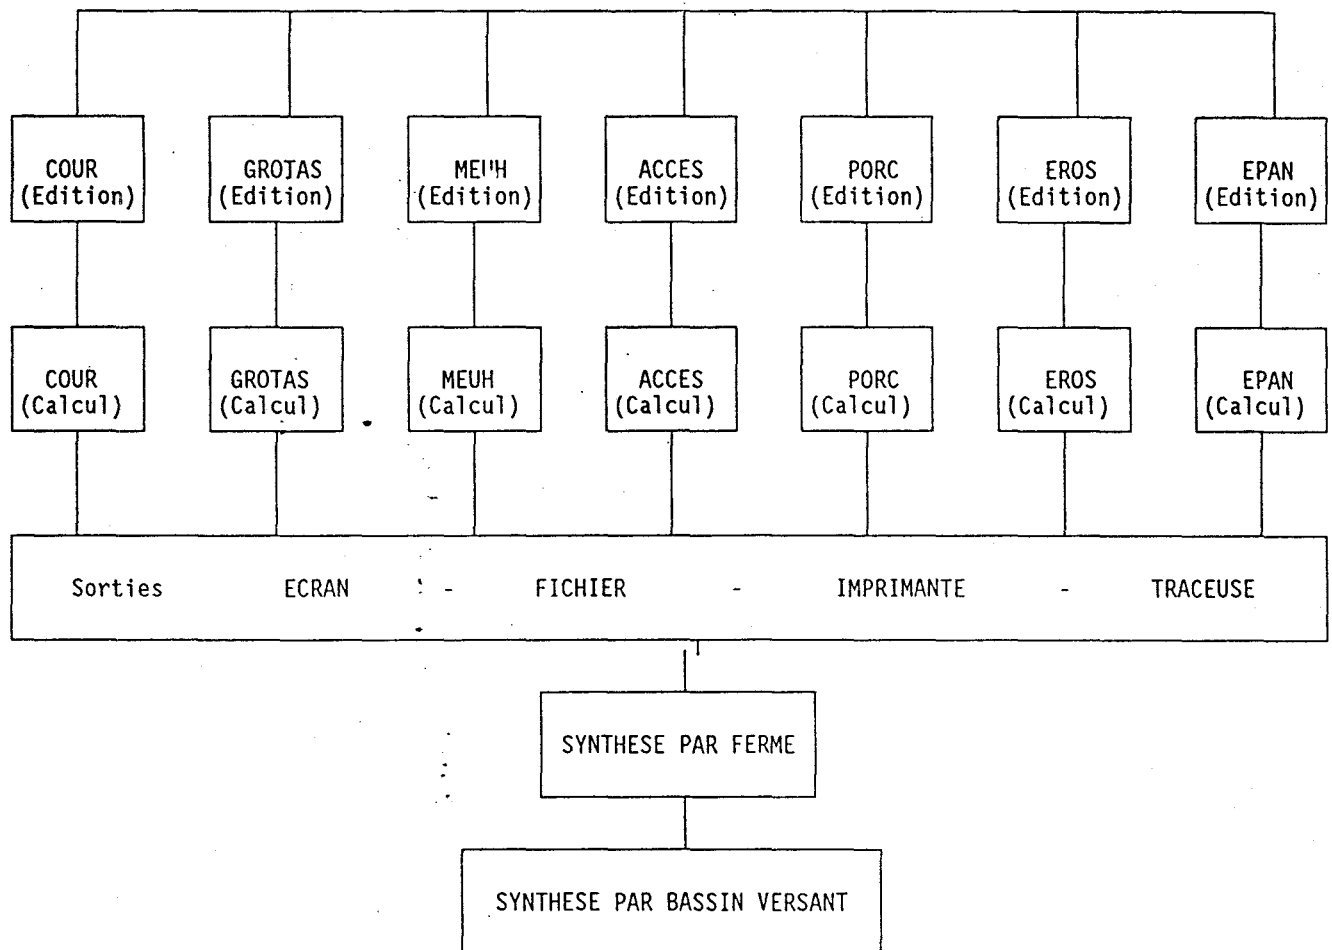 COUR GROTAS MEUH ACCES PORC EROS EPAN
(Edition) (Edition) (Edition) (Edition) (Edition) (Edition) (Edition)
COUR GROTAS MEUH ACCES PORC EROS EPAN
(Calcul) (Calcul) (Calcul) (Calcul) (Calcul) (Calcul) (Calcul)
Sorties ECRAN - FICHIER - IMPRIMANTE - TRACEUSE
SYNTHESE PAR FERME
SYNTHESE PAR BASSIN VERSANT